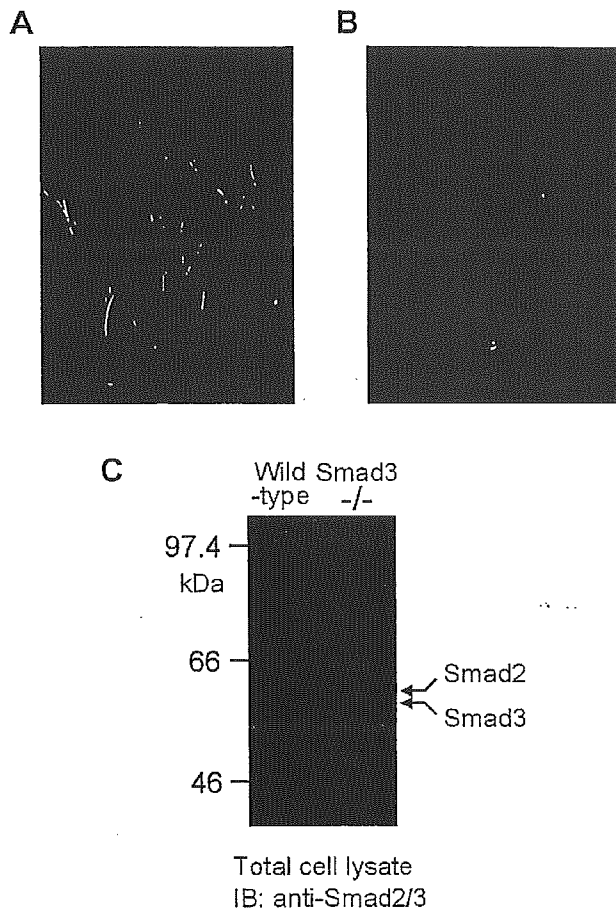 A
B
C
Wild Smad3
-type -/-
97.4
kDa
66
Smad2
Smad3
46
Total cell lysate
IB: anti-Smad2/3